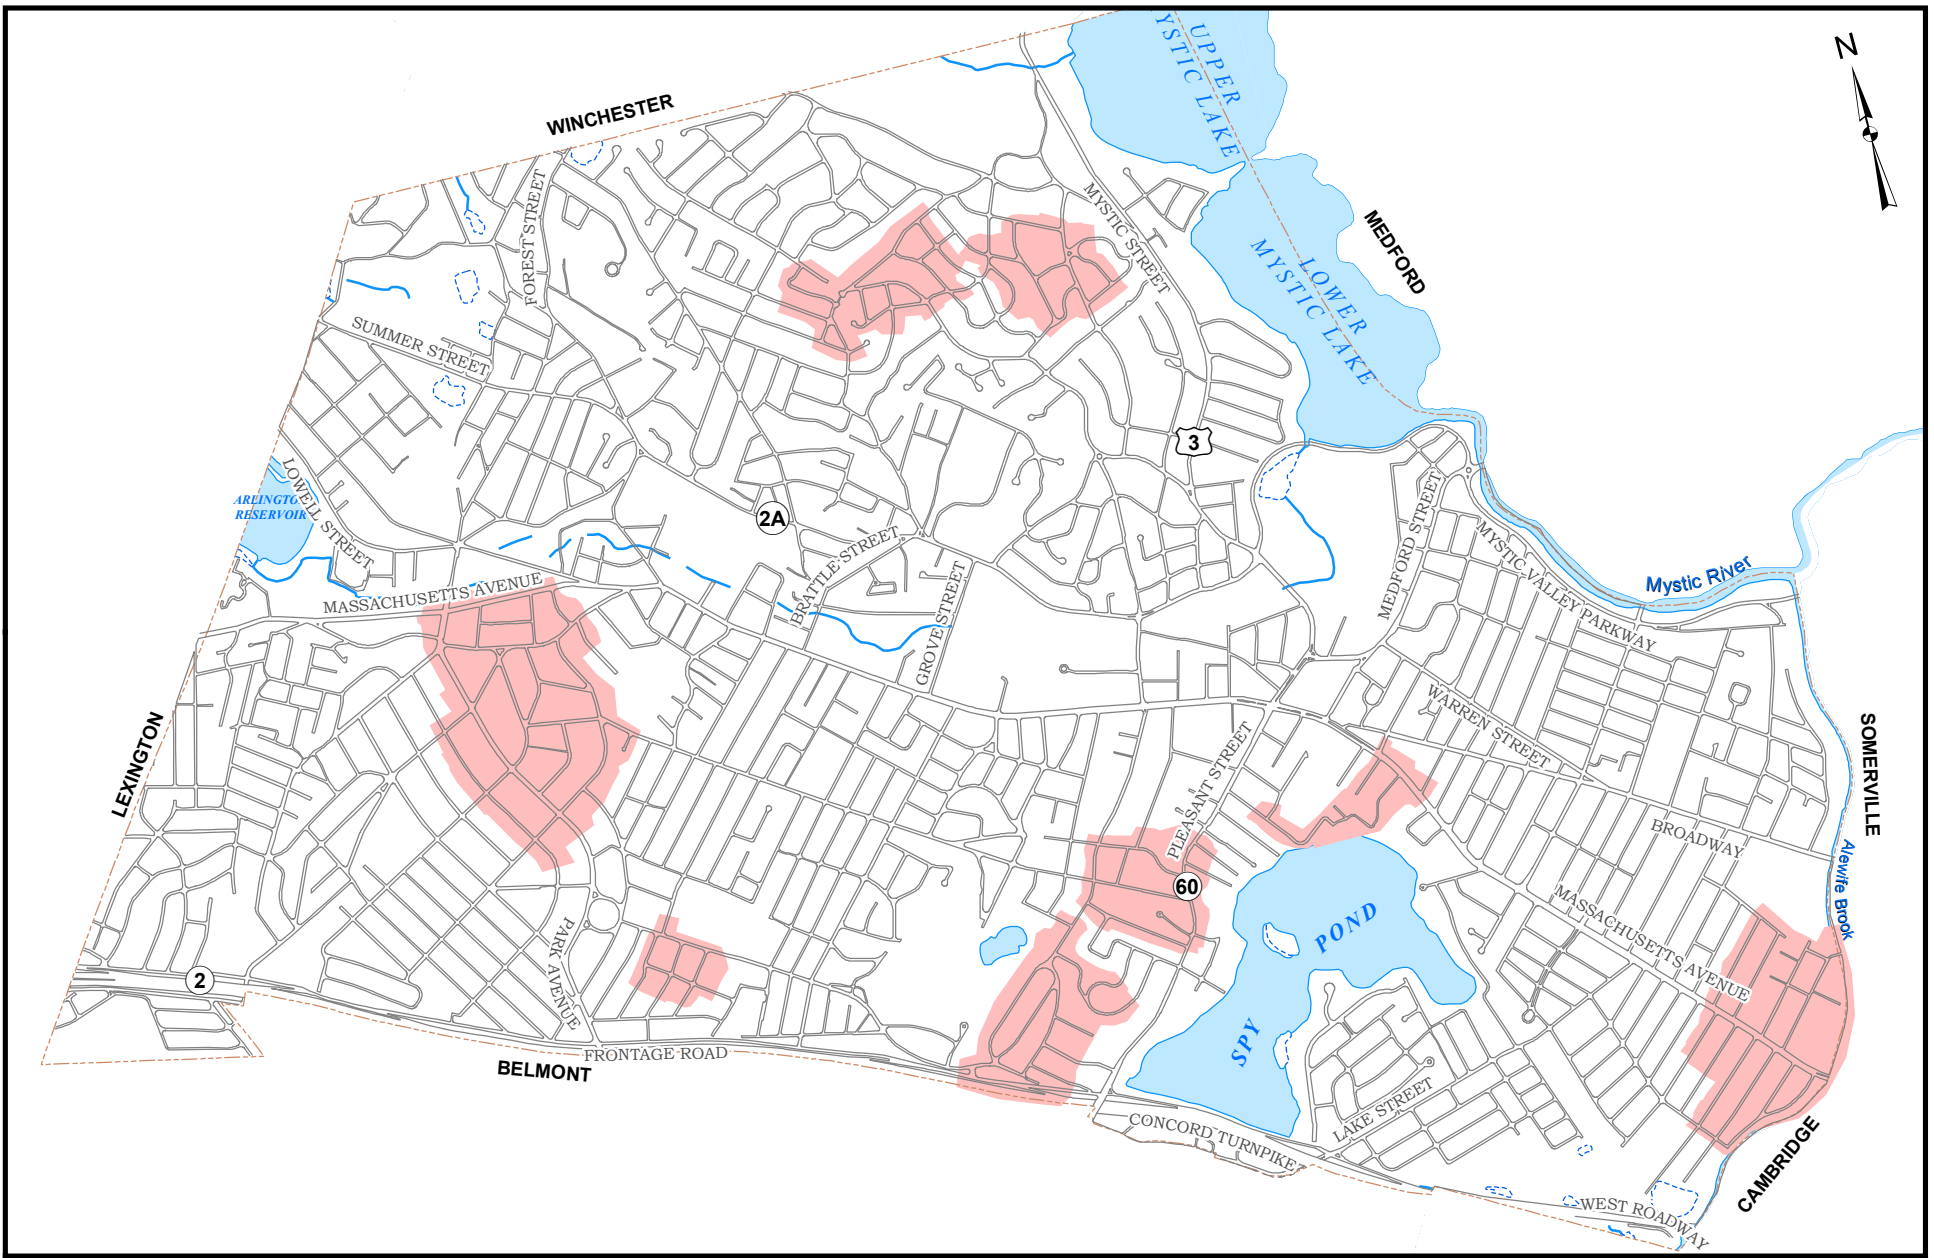 UPPER
MYSTIC LAKE
N
WINCHESTER
FOREST STREET
MYSTIC STREET
MEDFORD
LOWER
MYSTIC LAKE
SUMMER STREET
3
LOWELL STREET
ARLINGTO
RESERVOIR
2A
BRATTLE STREET
MEDFORD STREET
MYSTIC VALLEY PARKWAY
Mystic River
MASSACHUSETTS AVENUE
GROVE STREET
LEXINGTON
WARREN STREET
SOMERVILLE
PLEASANT STREET
BROADWAY
Alewife Brook
60
MASSACHUSETTS AVENUE
PARK AVENUE
SPY POND
2
FRONTAGE ROAD
BELMONT
LAKE STREET
CONCORD TURNPIKE
CAMBRIDGE
WEST ROADWAY